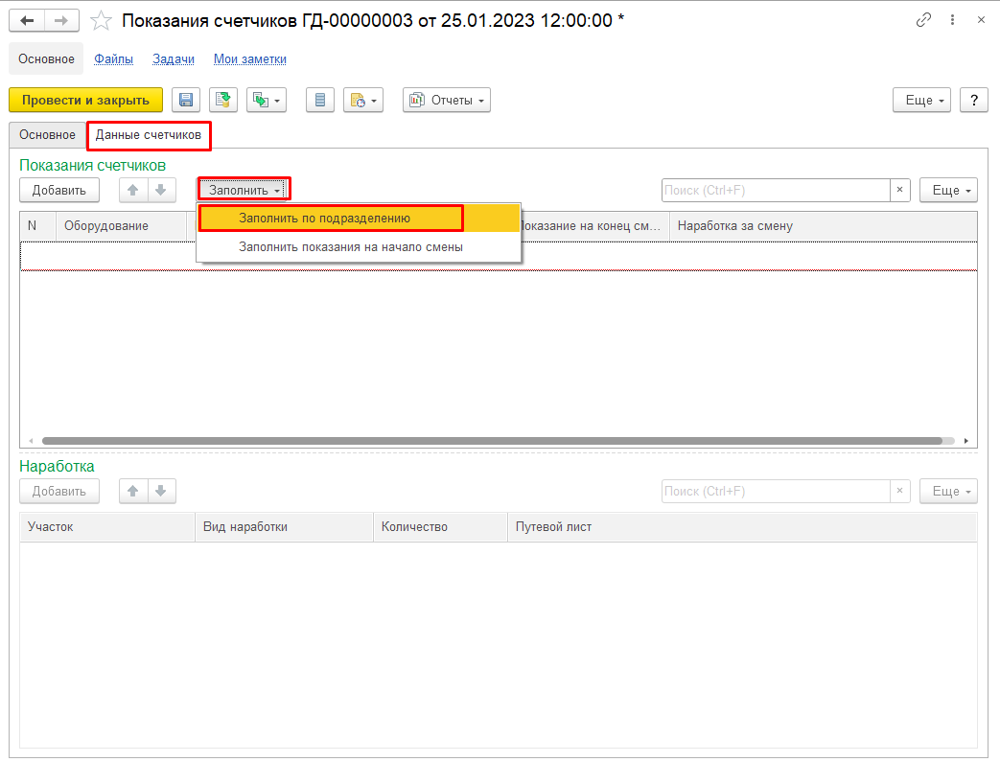 Показания счетчиков ГД-00000003 от 25.01.2023 12:00:00 *
Основное Файлы Задачи Мои заметки
Провести и закрыть Отчеты Еще ?
Основное Данные счетчиков
Показания счетчиков
Добавить Заполнить Поиск (Ctrl+F) × Еще
Заполнить по подразделению
Заполнить показания на начало смены
N Оборудование на конец см... Наработка за смену
Наработка
Добавить Поиск (Ctrl+F) × Еще
Участок Вид наработки Количество Путевой лист